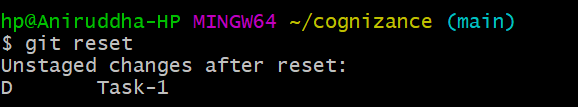 hp@Aniruddha-HP MINGW64 ~/cognizance (main)
$ git reset
Unstaged changes after reset:
D       Task-1